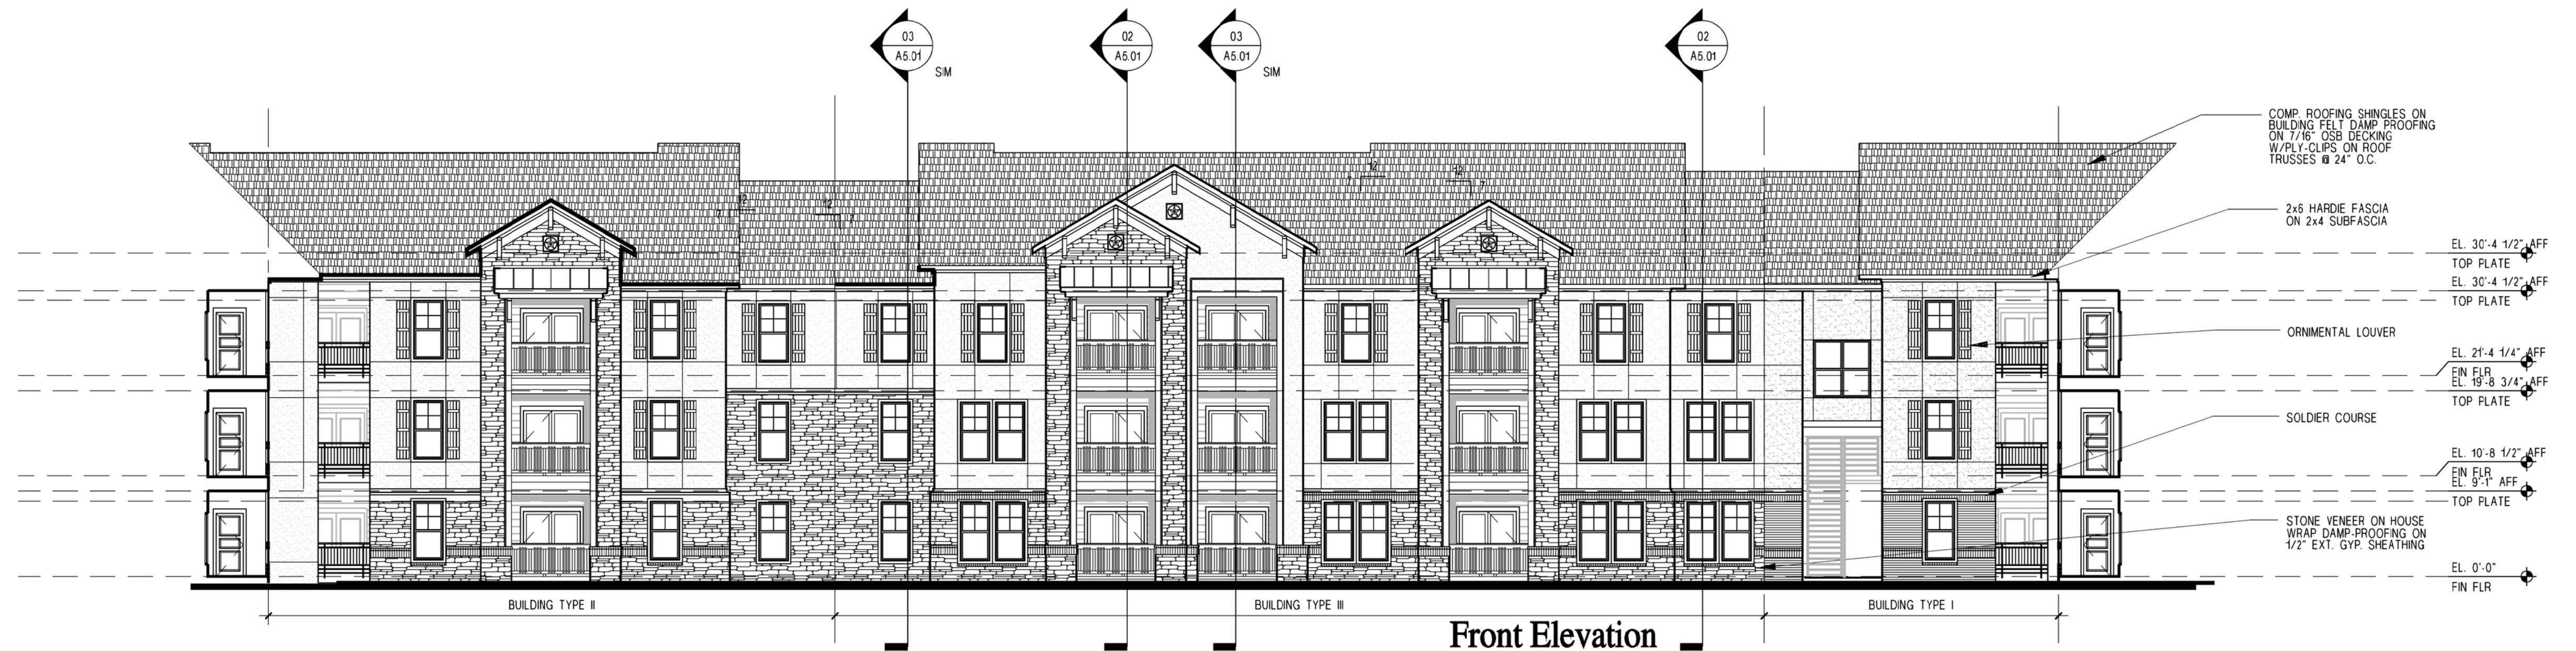 03
A5.01
SIM
02
A5.01
03
A5.01
SIM
02
A5.01
COMP. ROOFING SHINGLES ON
BUILDING FELT DAMP PROOFING
ON 7/16" OSB DECKING
W/PLY-CLIPS ON ROOF
TRUSSES @ 24" O.C.
12
7
12
7
12
7
12
7
2x6 HARDIE FASCIA
ON 2x4 SUBFASCIA
EL. 30'-4 1/2" AFF
TOP PLATE
EL. 30'-4 1/2" AFF
TOP PLATE
ORNIMENTAL LOUVER
EL. 21'-4 1/4" AFF
FIN FLR
EL. 19'-8 3/4" AFF
TOP PLATE
SOLDIER COURSE
EL. 10'-8 1/2" AFF
FIN FLR
EL. 9'-1" AFF
TOP PLATE
STONE VENEER ON HOUSE
WRAP DAMP-PROOFING ON
1/2" EXT. GYP. SHEATHING
EL. 0'-0"
FIN FLR
BUILDING TYPE II
BUILDING TYPE III
BUILDING TYPE I
Front Elevation